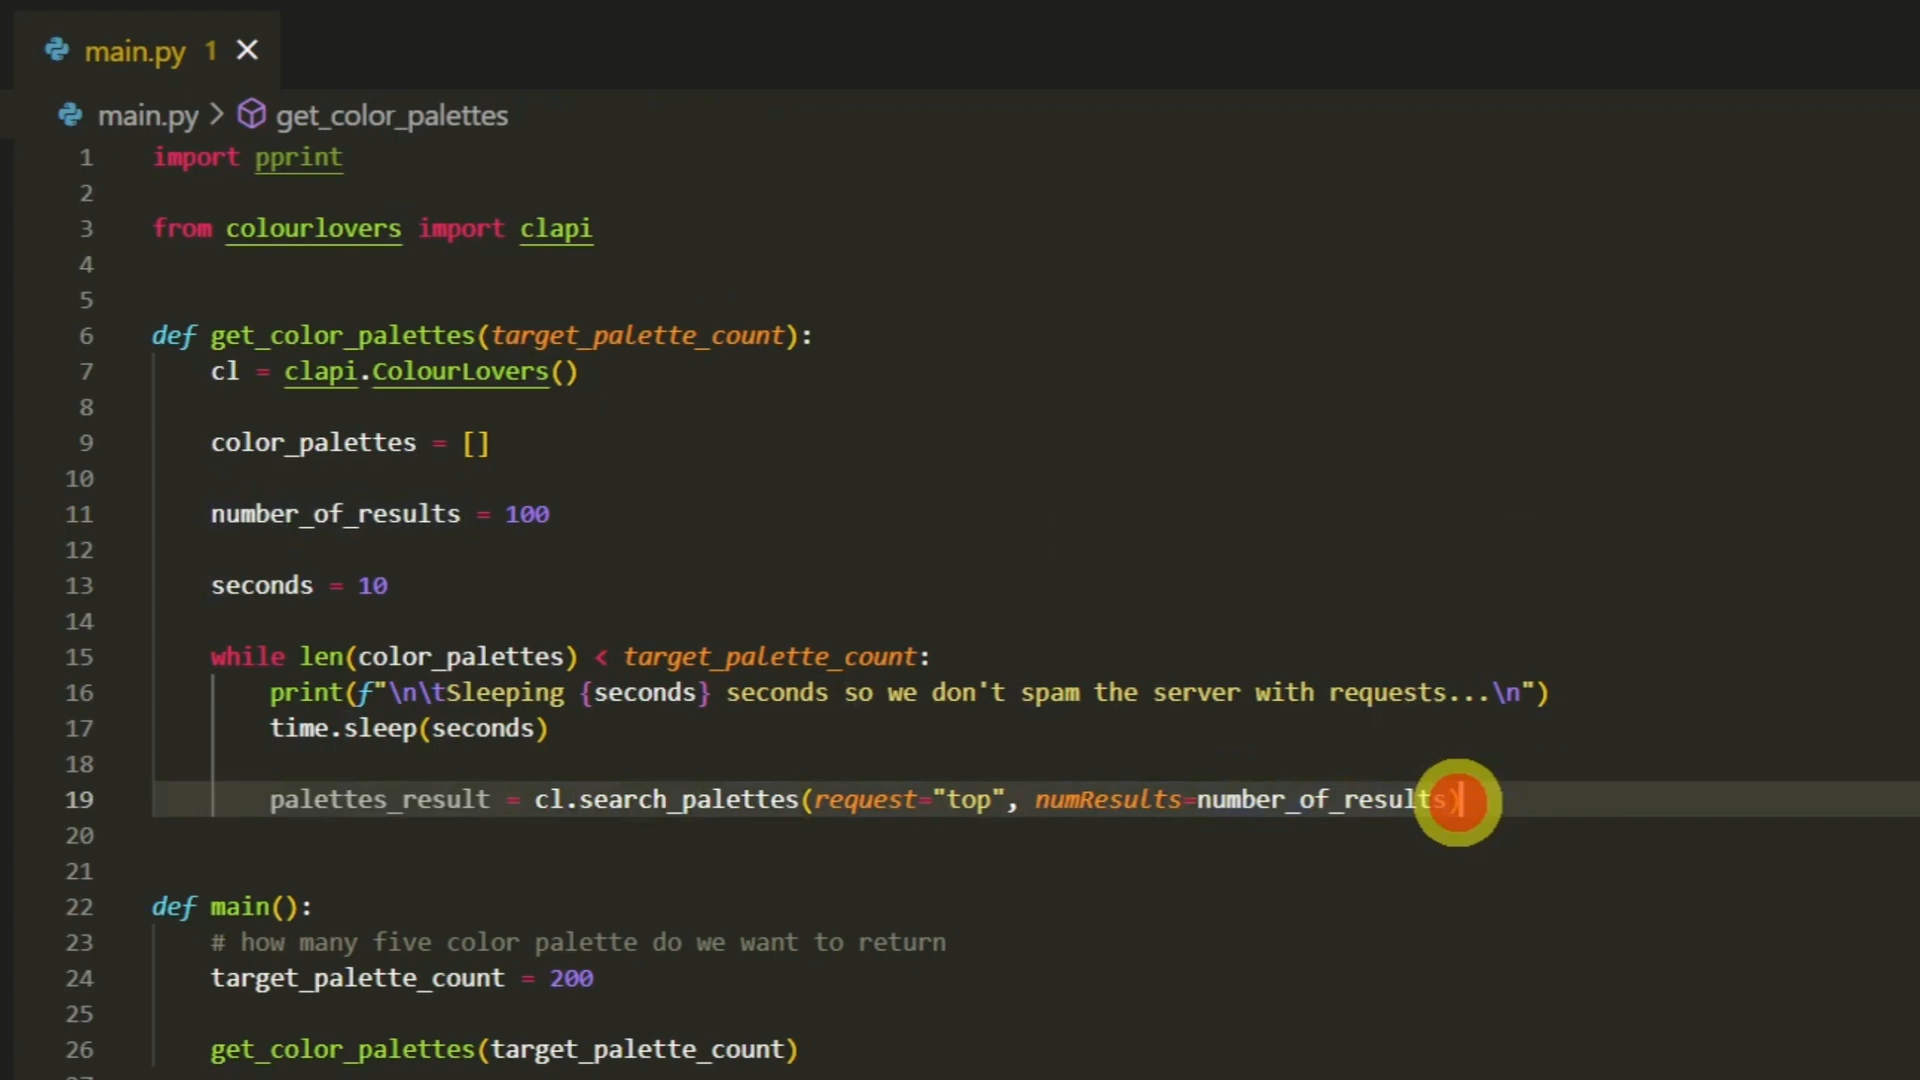 main.py 1
main.py > get_color_palettes
1 import pprint
2
3 from colourlovers import clapi
4
5
6 def get_color_palettes(target_palette_count):
7 cl = clapi.ColourLovers()
8
9 color_palettes = []
10
11 number_of_results = 100
12
13 seconds = 10
14
15 while len(color_palettes) < target_palette_count:
16 print(f"\n\tSleeping {seconds} seconds so we don't spam the server with requests...\n")
17 time.sleep(seconds)
18
19 palettes_result = cl.search_palettes(request="top", numResults=number_of_results)
20
21
22 def main():
23 # how many five color palette do we want to return
24 target_palette_count = 200
25
26 get_color_palettes(target_palette_count)